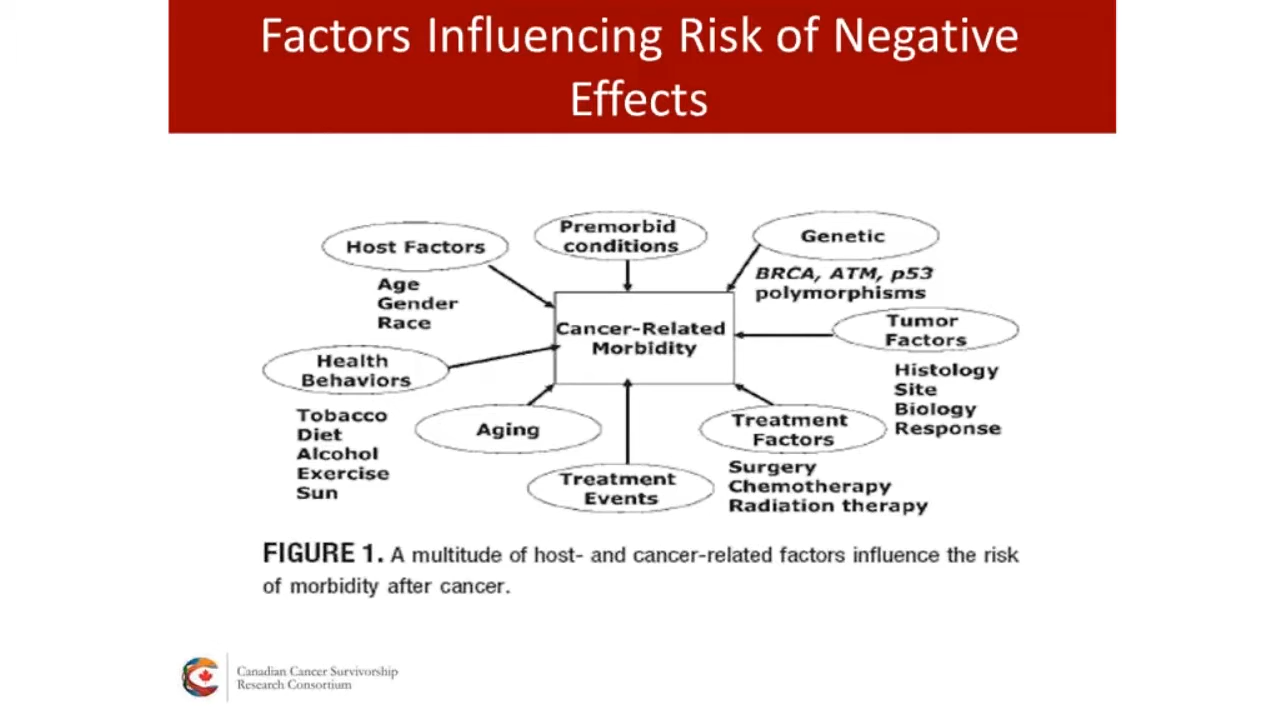 Factors Influencing Risk of Negative
Effects
Host Factors
Age
Gender
Race
Premorbid
conditions
Genetic
BRCA, ATM, p53
polymorphisms
Cancer-Related
Morbidity
Tumor
Factors
Histology
Site
Biology
Response
Health
Behaviors
Tobacco
Diet
Alcohol
Exercise
Sun
Aging
Treatment
Events
Treatment
Factors
Surgery
Chemotherapy
Radiation therapy
FIGURE 1. A multitude of host- and cancer-related factors influence the risk
of morbidity after cancer.
Canadian Cancer Survivorship
Research Consortium